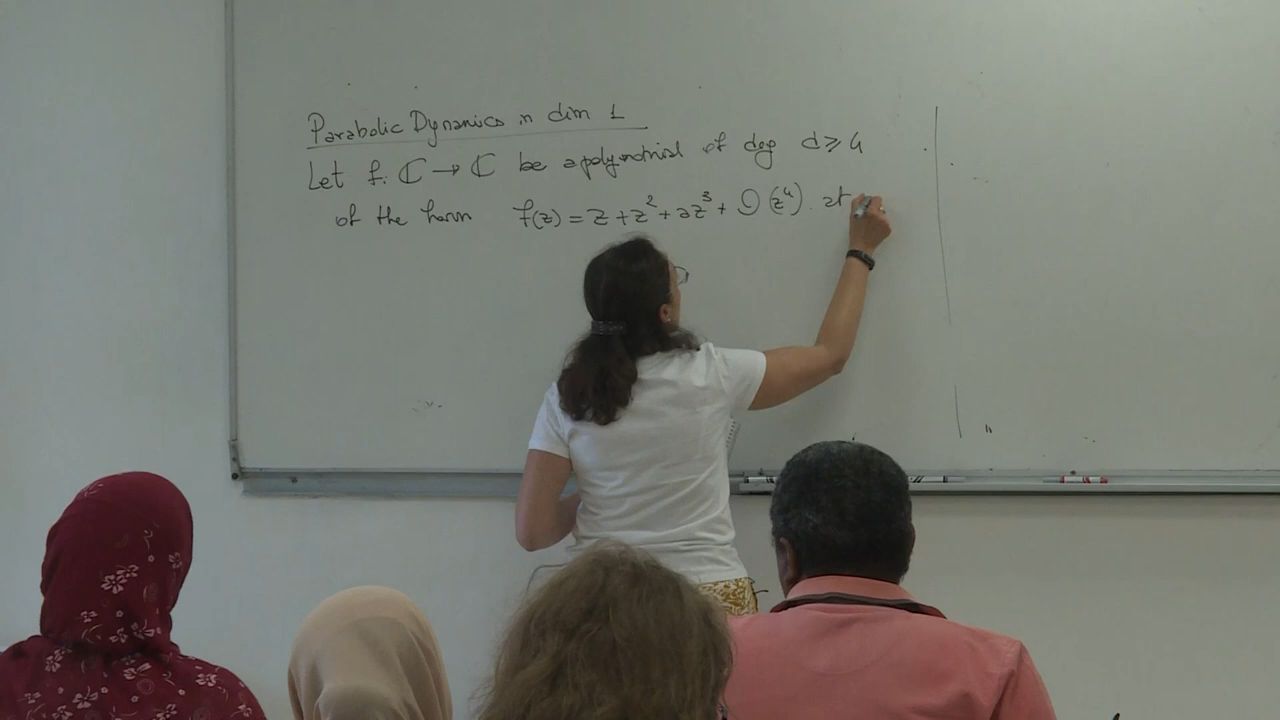 Parabolic Dynamics in dim 1
Let f: ℂ → ℂ be a polynomial of deg d ⩾ 4
of the form f(z) = z + z² + az³ + O(z⁴). at